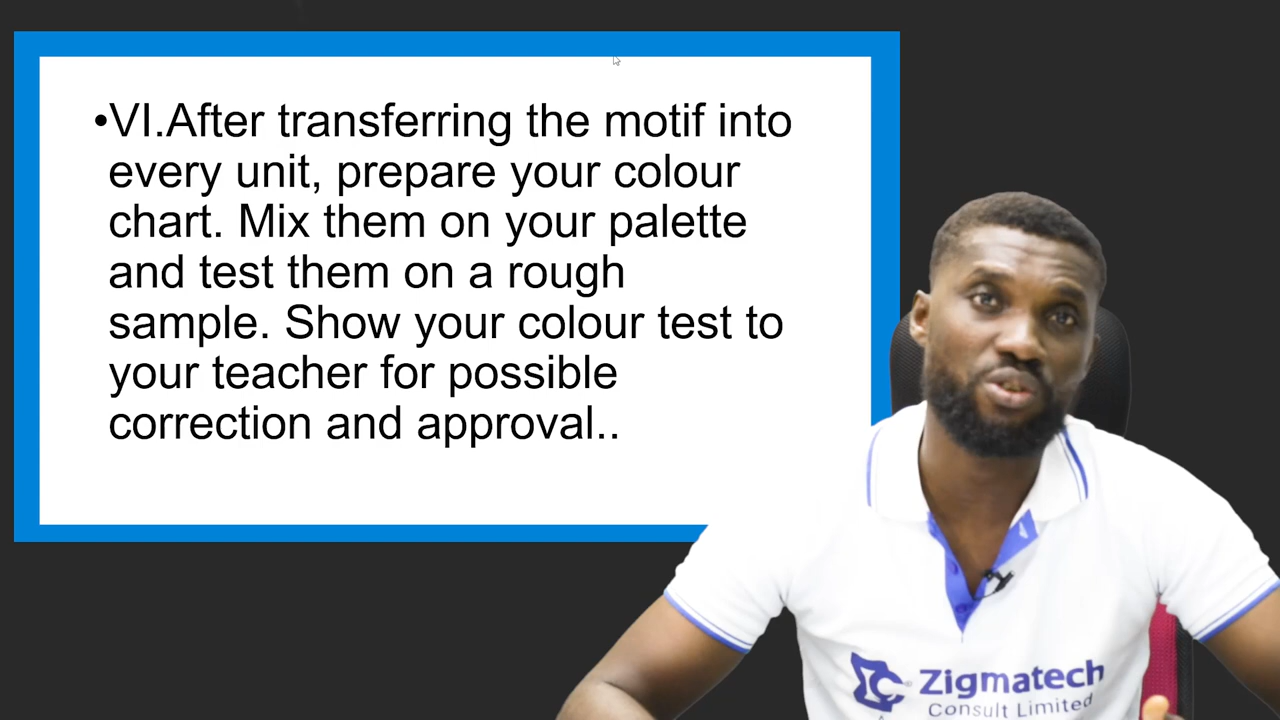 •VI.After transferring the motif into
every unit, prepare your colour
chart. Mix them on your palette
and test them on a rough
sample. Show your colour test to
your teacher for possible
correction and approval..
Zigmatech
Consult Limited